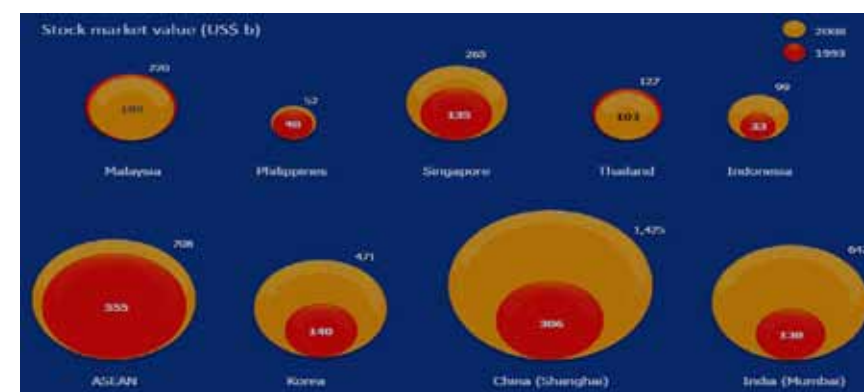 Stock market value (US$ b)
2008
1993
220
Malaysia
52
40
Philippines
265
135
Singapore
127
103
Thailand
99
33
Indonesia
708
555
ASEAN
471
140
Korea
1,425
306
China (Shanghai)
647
130
India (Mumbai)